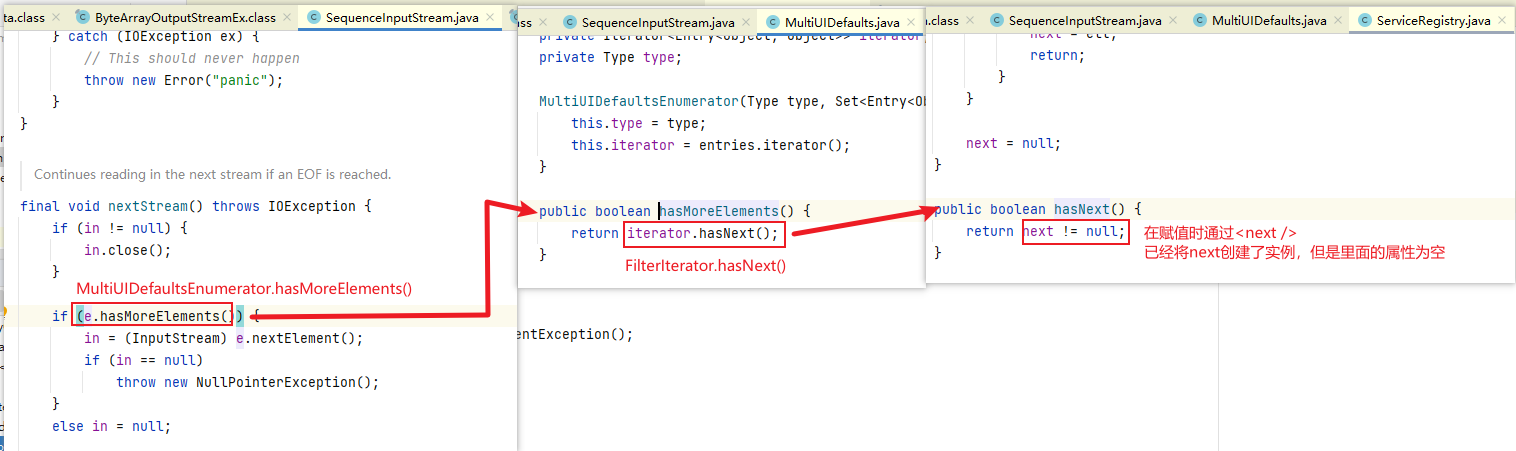 ta.class
ByteArrayOutputStreamEx.class
SequenceInputStream.java
} catch (IOException ex) {
// This should never happen
throw new Error("panic");
}
}
Continues reading in the next stream if an EOF is reached.
final void nextStream() throws IOException {
if (in != null) {
in.close();
}
MultiUIDefaultsEnumerator.hasMoreElements()
if (e.hasMoreElements()) {
in = (InputStream) e.nextElement();
if (in == null)
throw new NullPointerException();
}
else in = null;
ass
SequenceInputStream.java
MultiUIDefaults.java
private Iterator<Entry<Object, Object>> iterator;
private Type type;
MultiUIDefaultsEnumerator(Type type, Set<Entry<Ob
this.type = type;
this.iterator = entries.iterator();
}
public boolean hasMoreElements() {
return iterator.hasNext();
}
FilterIterator.hasNext()
entException();
a.class
SequenceInputStream.java
MultiUIDefaults.java
ServiceRegistry.java
next = elt;
return;
}
}
next = null;
}
public boolean hasNext() {
return next != null;
}
在赋值时通过<next />
已经将next创建了实例，但是里面的属性为空